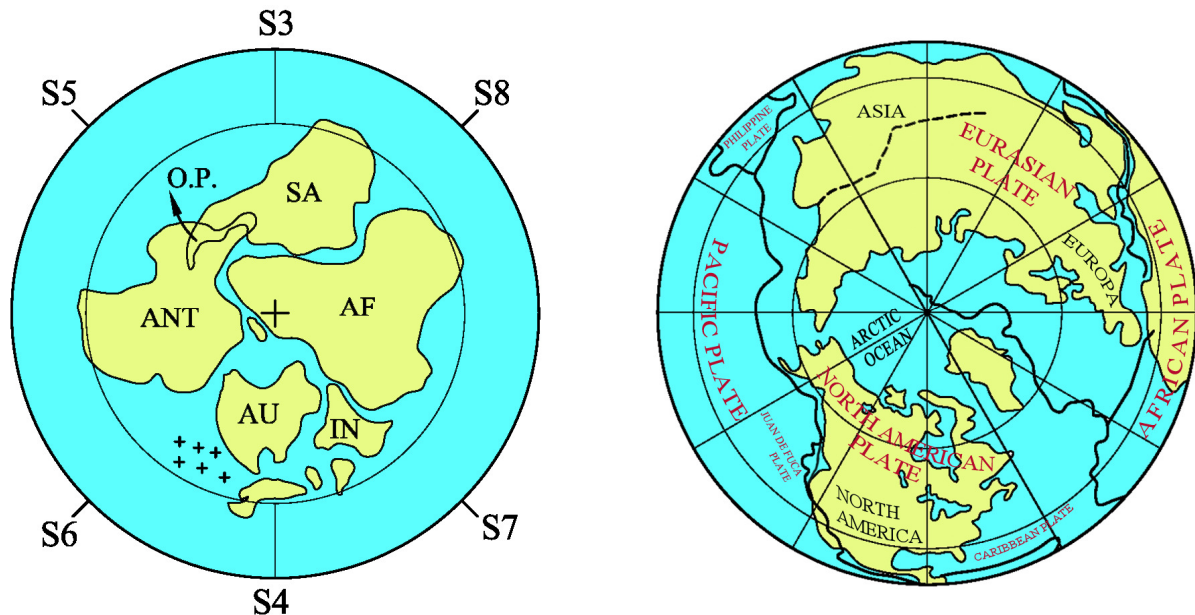 S3
S5
S8
O.P.
SA
ANT
AF
AU
IN
S6
S7
S4
ASIA
PHILIPPINE
PLATE
EURASIAN
PLATE
EUROPA
AFRICAN PLATE
PACIFIC PLATE
ARCTIC
OCEAN
NORTH AMERICAN
PLATE
JUAN DE FUCA
PLATE
NORTH
AMERICA
CARIBBEAN PLATE